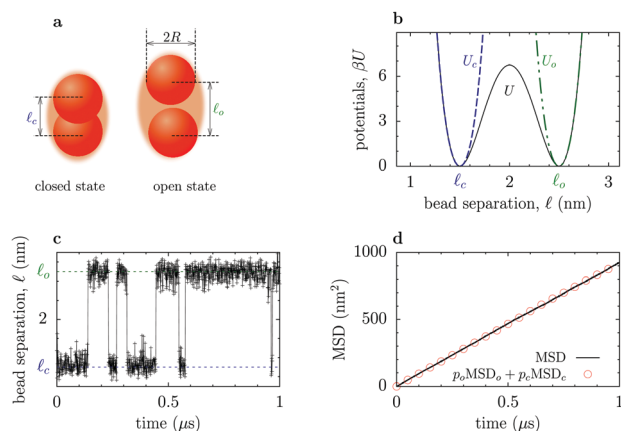 a
2R
ℓc
ℓo
closed state
open state
b
potentials, βU
6
3
0
Uc
Uo
U
1
ℓc
2
ℓo
3
bead separation, ℓ (nm)
c
bead separation, ℓ (nm)
ℓo
2
ℓc
0
0.5
1
time (μs)
d
MSD (nm²)
1000
500
0
MSD
poMSDo + pcMSDc
0
0.5
1
time (μs)